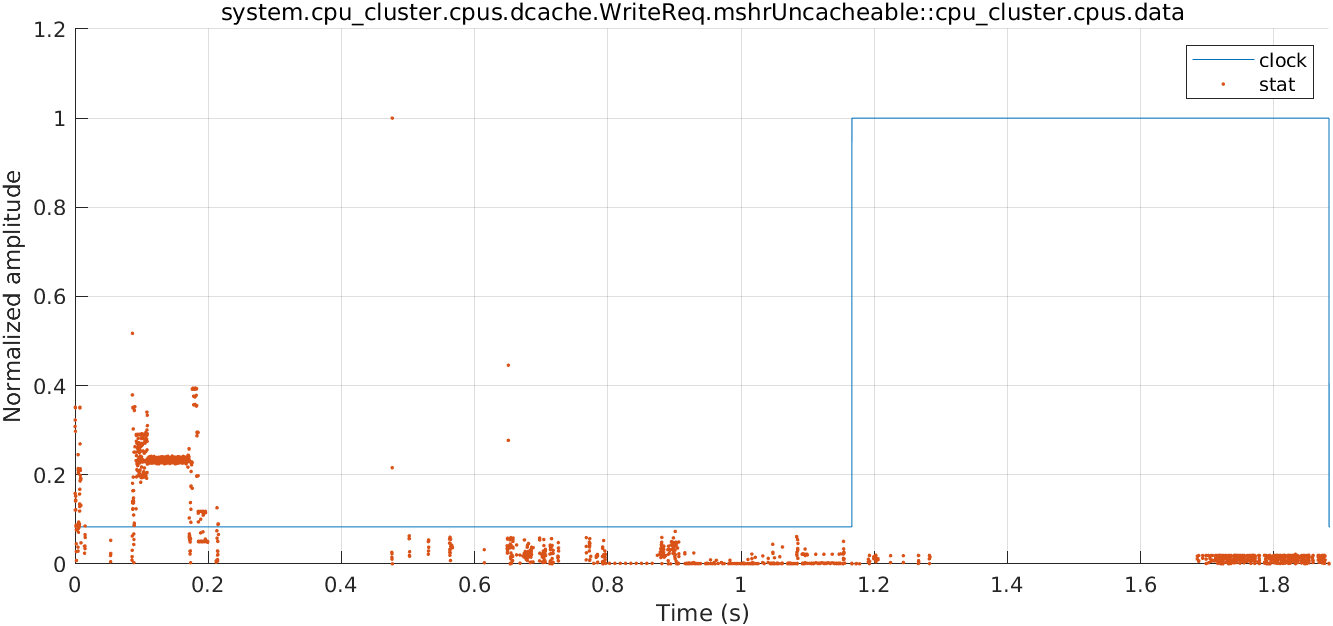 system.cpu_cluster.cpus.dcache.WriteReq.mshrUncacheable::cpu_cluster.cpus.data
1.2
clock
stat
1
0.8
0.6
0.4
0.2
0
Normalized amplitude
0 0.2 0.4 0.6 0.8 1 1.2 1.4 1.6 1.8
Time (s)